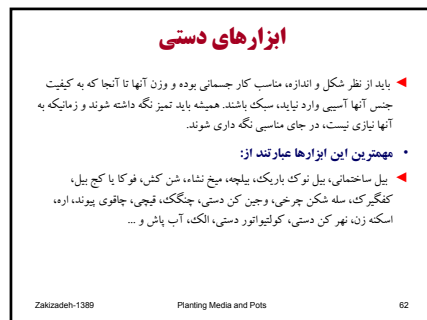 ابزارهای دستی
باید از نظر شکل و اندازه، مناسب کار جسمانی بوده و وزن آنها تا آنجا که به کیفیت
جنس آنها آسیبی وارد نیاید، سبک باشند. همیشه باید تمیز نگه داشته شوند و زمانیکه به
آنها نیازی نیست، در جای مناسبی نگه داری شوند.
• مهمترین این ابزارها عبارتند از:
بیل ساختمانی، بیل نوک باریک، بیلچه، میخ نشاء، شن کش، فوکا یا کج بیل،
کفگیرک، سله شکن چرخی، وجین کن دستی، چنگک، قیچی، چاقوی پیوند، اره،
اسکنه زن، نهر کن دستی، کولتیواتور دستی، الک، آب پاش و ...
Zakizadeh-1389 Planting Media and Pots 62